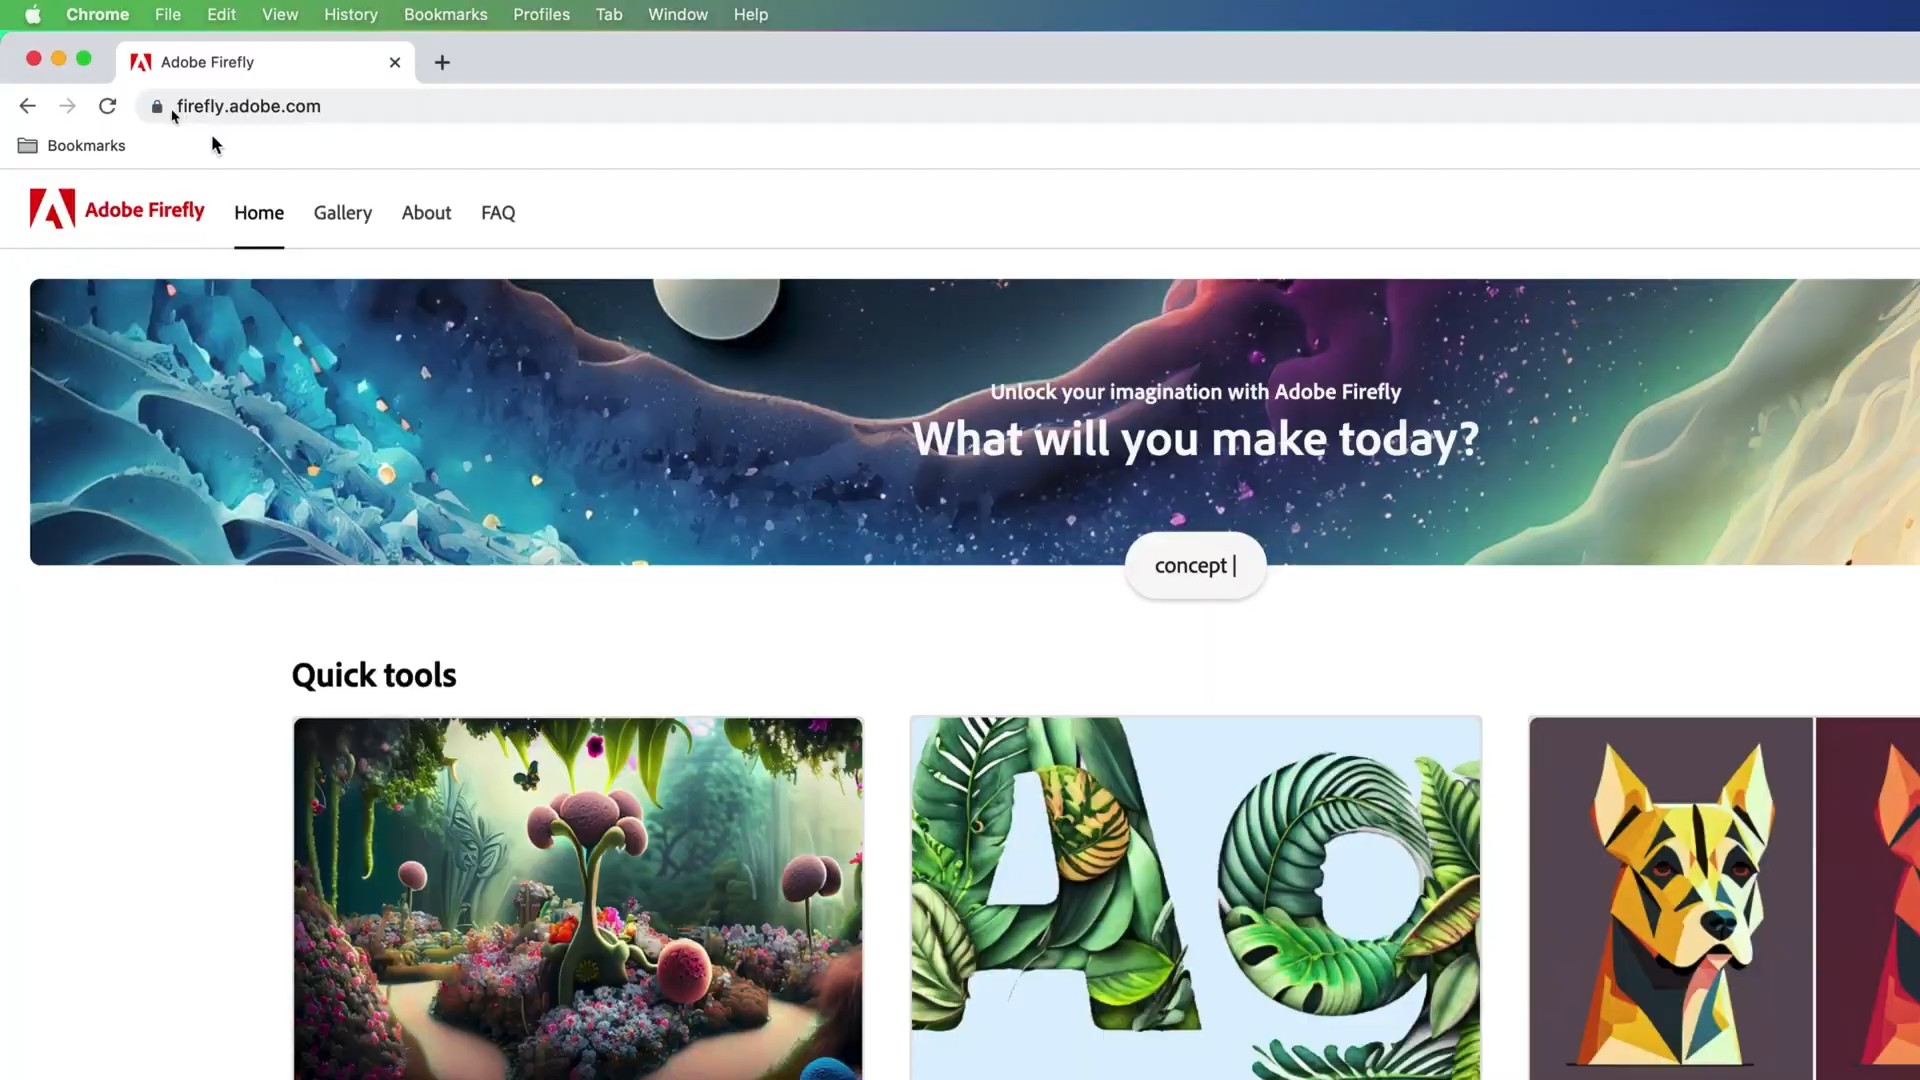 Chrome File Edit View History Bookmarks Profiles Tab Window Help
Adobe Firefly
firefly.adobe.com
Bookmarks
Adobe Firefly Home Gallery About FAQ
Unlock your imagination with Adobe Firefly
What will you make today?
concept
Quick tools
Ag